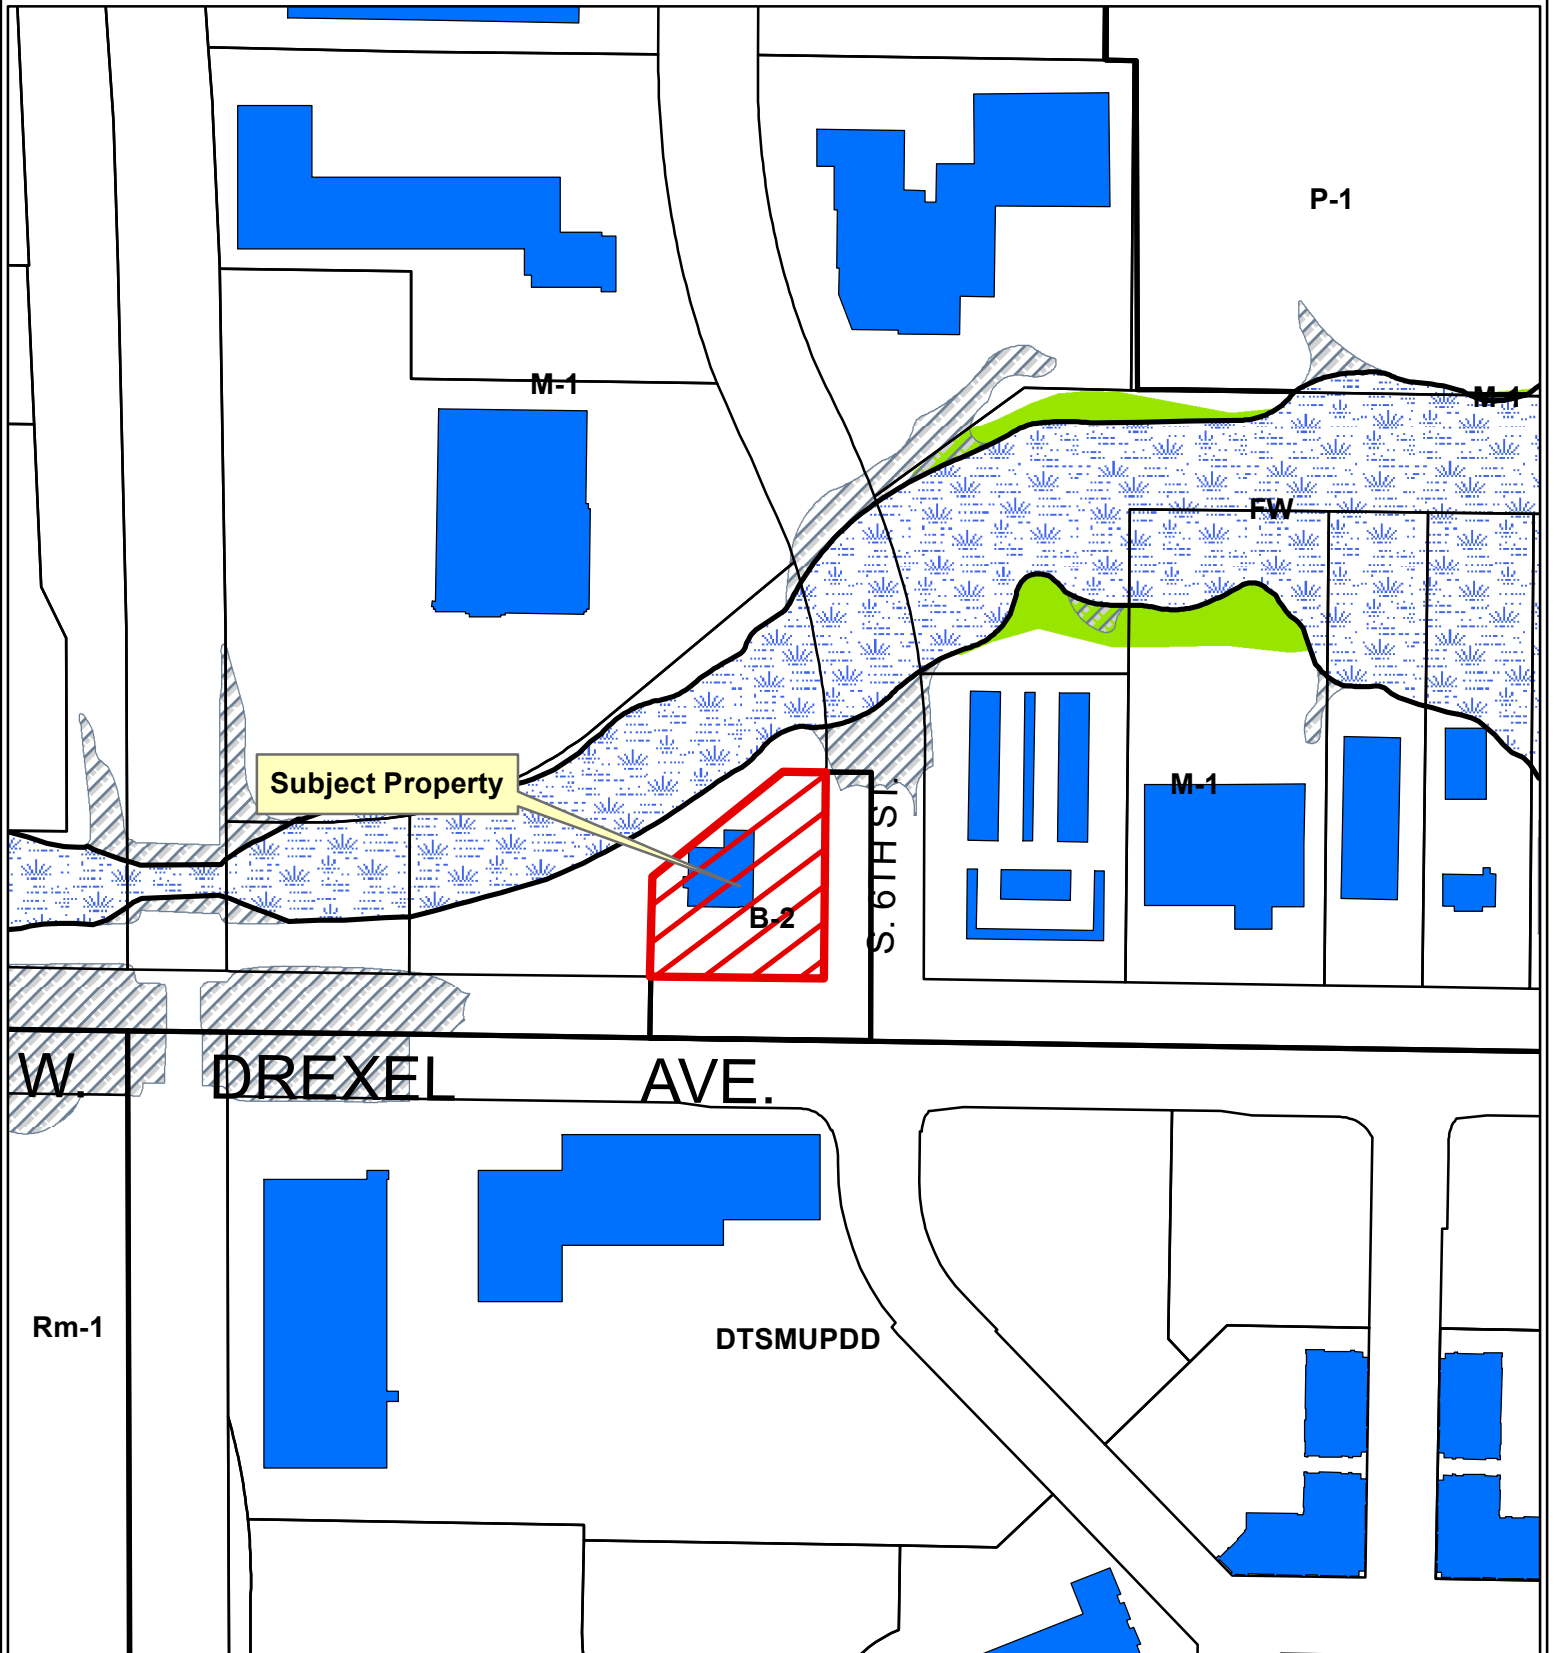 P-1
M-1
M-1
FW
Subject Property
M-1
S. 6TH ST.
B-2
W. DREXEL AVE.
Rm-1
DTSMUPDD